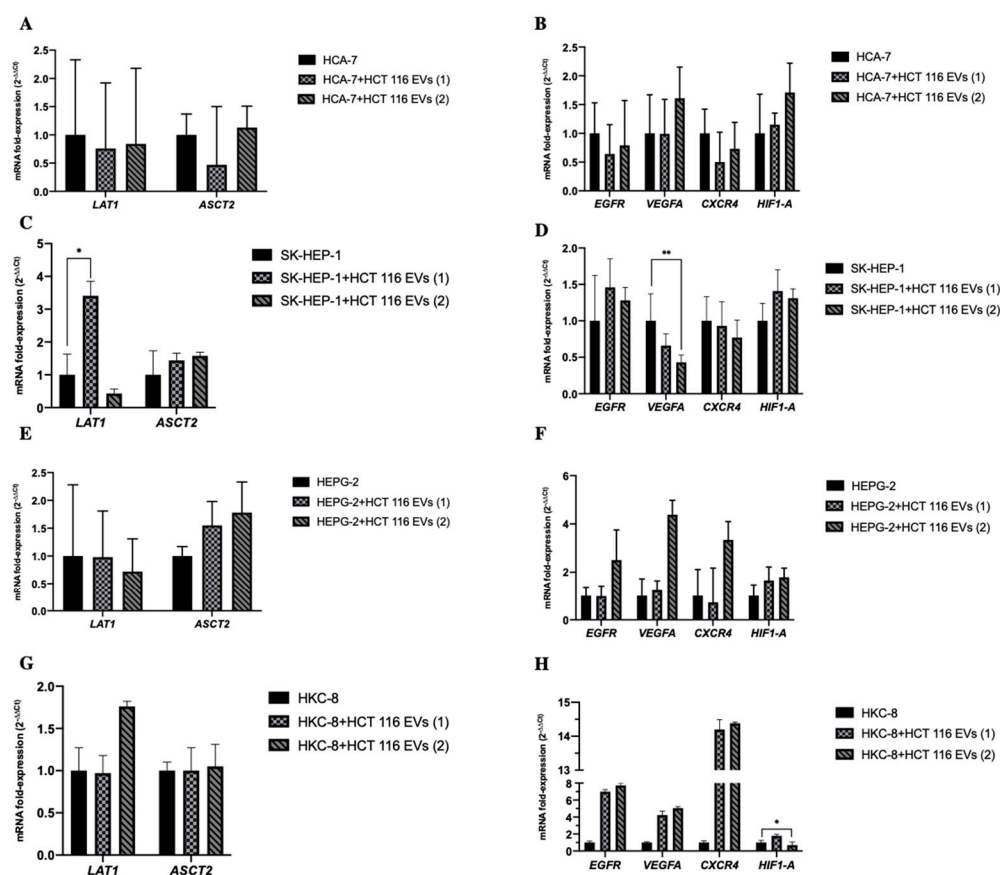 A
mRNA fold-expression (2⁻ΔΔCt)
2.5
2.0
1.5
1.0
0.5
0.0
LAT1 ASCT2
HCA-7
HCA-7+HCT 116 EVs (1)
HCA-7+HCT 116 EVs (2)
B
mRNA fold-expression (2⁻ΔΔCt)
2.5
2.0
1.5
1.0
0.5
0.0
EGFR VEGFA CXCR4 HIF1-A
HCA-7
HCA-7+HCT 116 EVs (1)
HCA-7+HCT 116 EVs (2)
C
mRNA fold-expression (2⁻ΔΔCt)
5
4
3
2
1
0
*
LAT1 ASCT2
SK-HEP-1
SK-HEP-1+HCT 116 EVs (1)
SK-HEP-1+HCT 116 EVs (2)
D
mRNA fold-expression (2⁻ΔΔCt)
2.0
1.5
1.0
0.5
0.0
**
EGFR VEGFA CXCR4 HIF1-A
SK-HEP-1
SK-HEP-1+HCT 116 EVs (1)
SK-HEP-1+HCT 116 EVs (2)
E
mRNA fold-expression (2⁻ΔΔCt)
2.5
2.0
1.5
1.0
0.5
0.0
LAT1 ASCT2
HEPG-2
HEPG-2+HCT 116 EVs (1)
HEPG-2+HCT 116 EVs (2)
F
mRNA fold-expression (2⁻ΔΔCt)
6
4
2
0
EGFR VEGFA CXCR4 HIF1-A
HEPG-2
HEPG-2+HCT 116 EVs (1)
HEPG-2+HCT 116 EVs (2)
G
mRNA fold-expression (2⁻ΔΔCt)
2.0
1.5
1.0
0.5
0.0
LAT1 ASCT2
HKC-8
HKC-8+HCT 116 EVs (1)
HKC-8+HCT 116 EVs (2)
H
mRNA fold-expression (2⁻ΔΔCt)
15
14
13
8
6
4
2
0
*
EGFR VEGFA CXCR4 HIF1-A
HKC-8
HKC-8+HCT 116 EVs (1)
HKC-8+HCT 116 EVs (2)